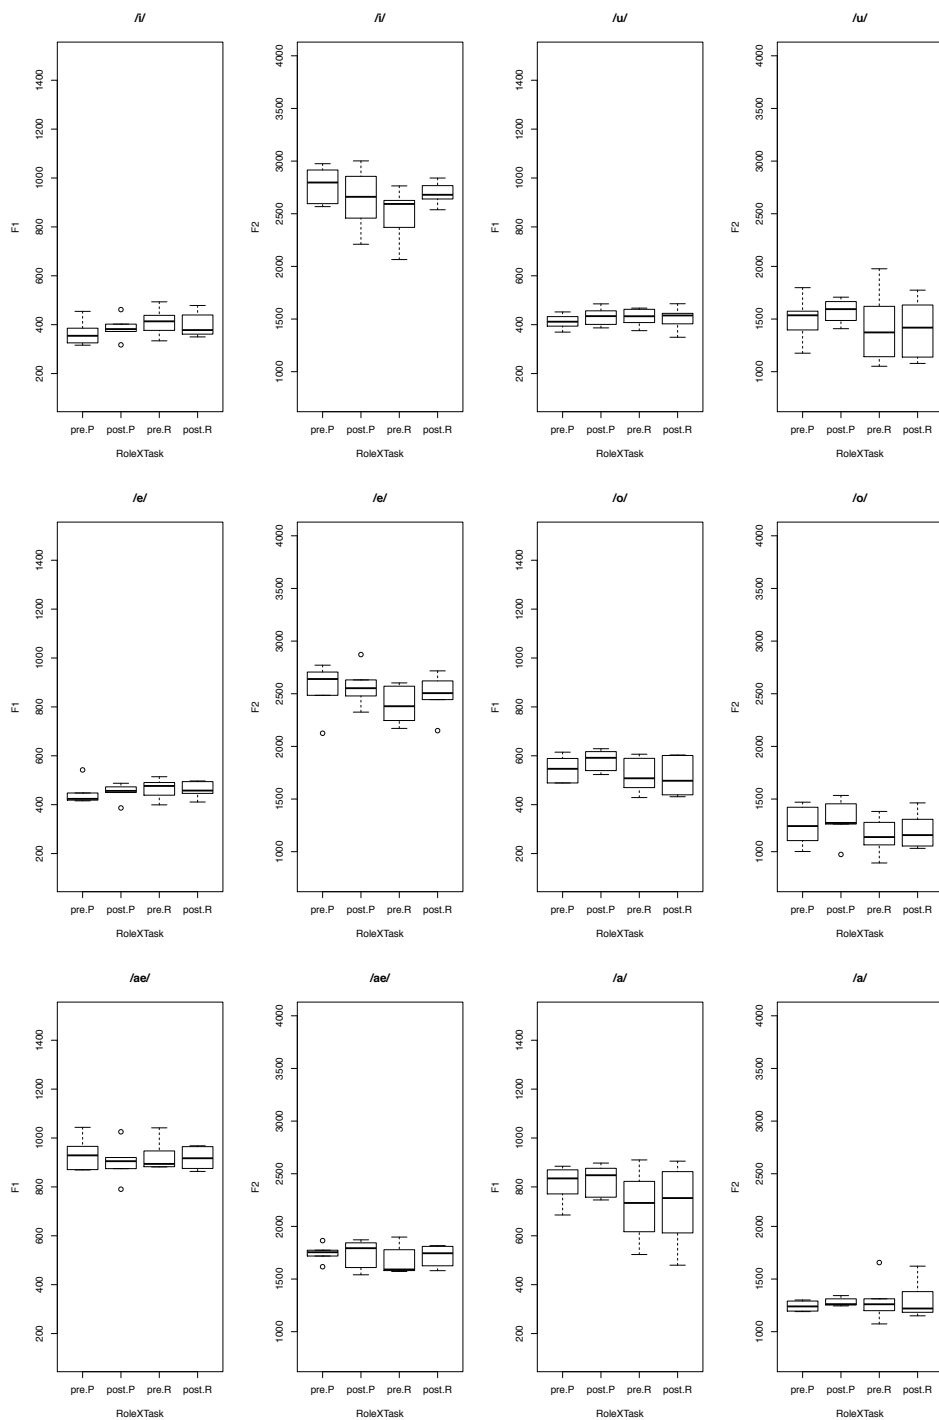 /i/ /i/ /u/ /u/
F1 200 400 600 800 1000 1200 1400
F2 1000 1500 2000 2500 3000 3500 4000
F1 200 400 600 800 1000 1200 1400
F2 1000 1500 2000 2500 3000 3500 4000
pre.P post.P pre.R post.R pre.P post.P pre.R post.R pre.P post.P pre.R post.R pre.P post.P pre.R post.R
RoleXTask RoleXTask RoleXTask RoleXTask
/e/ /e/ /o/ /o/
F1 200 400 600 800 1000 1200 1400
F2 1000 1500 2000 2500 3000 3500 4000
F1 200 400 600 800 1000 1200 1400
F2 1000 1500 2000 2500 3000 3500 4000
pre.P post.P pre.R post.R pre.P post.P pre.R post.R pre.P post.P pre.R post.R pre.P post.P pre.R post.R
RoleXTask RoleXTask RoleXTask RoleXTask
/ae/ /ae/ /a/ /a/
F1 200 400 600 800 1000 1200 1400
F2 1000 1500 2000 2500 3000 3500 4000
F1 200 400 600 800 1000 1200 1400
F2 1000 1500 2000 2500 3000 3500 4000
pre.P post.P pre.R post.R pre.P post.P pre.R post.R pre.P post.P pre.R post.R pre.P post.P pre.R post.R
RoleXTask RoleXTask RoleXTask RoleXTask